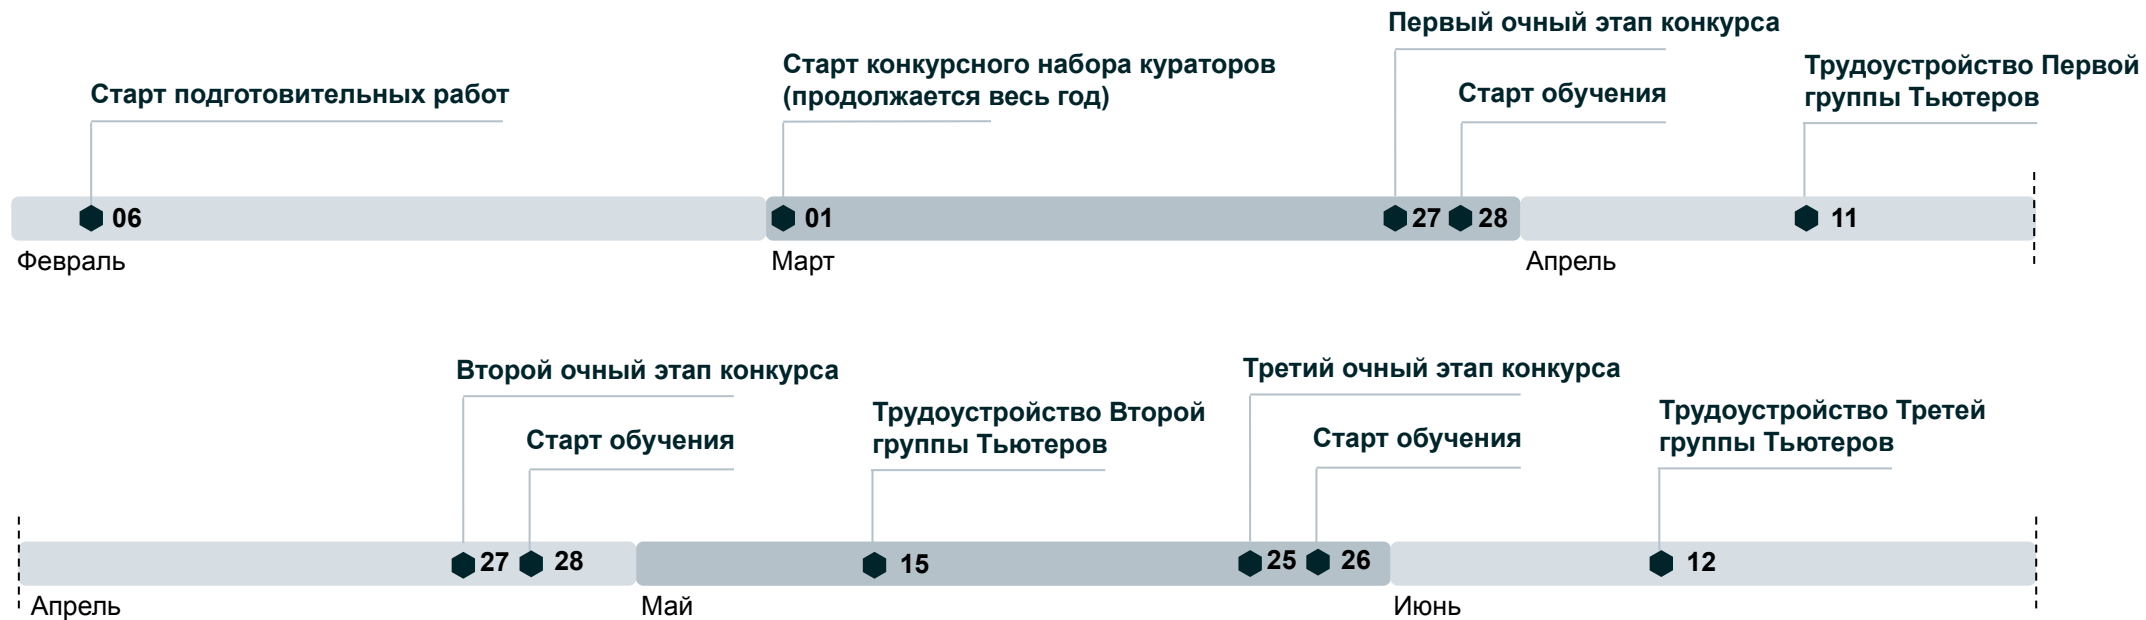 Первый очный этап конкурса
Старт конкурсного набора кураторов
(продолжается весь год)
Трудоустройство Первой
группы Тьютеров
Старт подготовительных работ
Старт обучения
06
01
27
28
11
Февраль
Март
Апрель
Второй очный этап конкурса
Третий очный этап конкурса
Трудоустройство Второй
группы Тьютеров
Трудоустройство Третей
группы Тьютеров
Старт обучения
Старт обучения
27
28
15
25
26
12
Апрель
Май
Июнь